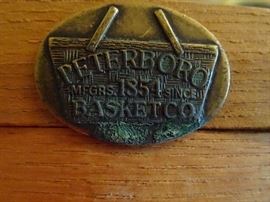 PETERBORO
MFGRS. 1854 SINCE
BASKET CO.